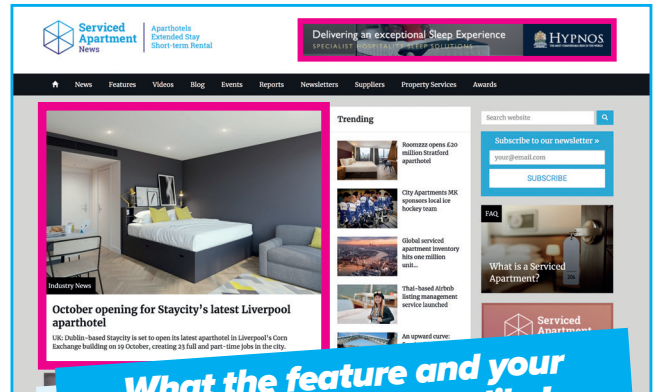 Serviced
Apartment
News
Aparthotels
Extended Stay
Short-term Rental
Delivering an exceptional Sleep Experience
SPECIALIST HOSPITALITY SLEEP SOLUTIONS
HYPNOS
News Features Videos Blog Events Reports Newsletters Suppliers Property Services Awards
Industry News
October opening for Staycity's latest Liverpool
aparthotel
UK: Dublin-based Staycity is set to open its latest aparthotel in Liverpool's Corn
Exchange building on 19 October, creating 23 full and part-time jobs in the city.
Trending
Roomzzz opens £20
million Stratford
aparthotel
City Apartments MK
sponsors local ice
hockey team
Global serviced
apartment inventory
hits one million
unit...
Thai-based Airbnb
listing management
service launched
An upward curve:
Search website
Subscribe to our newsletter »
your@email.com
SUBSCRIBE
FAQ
What is a Serviced
Apartment?
Serviced
Apartment
What the feature and your